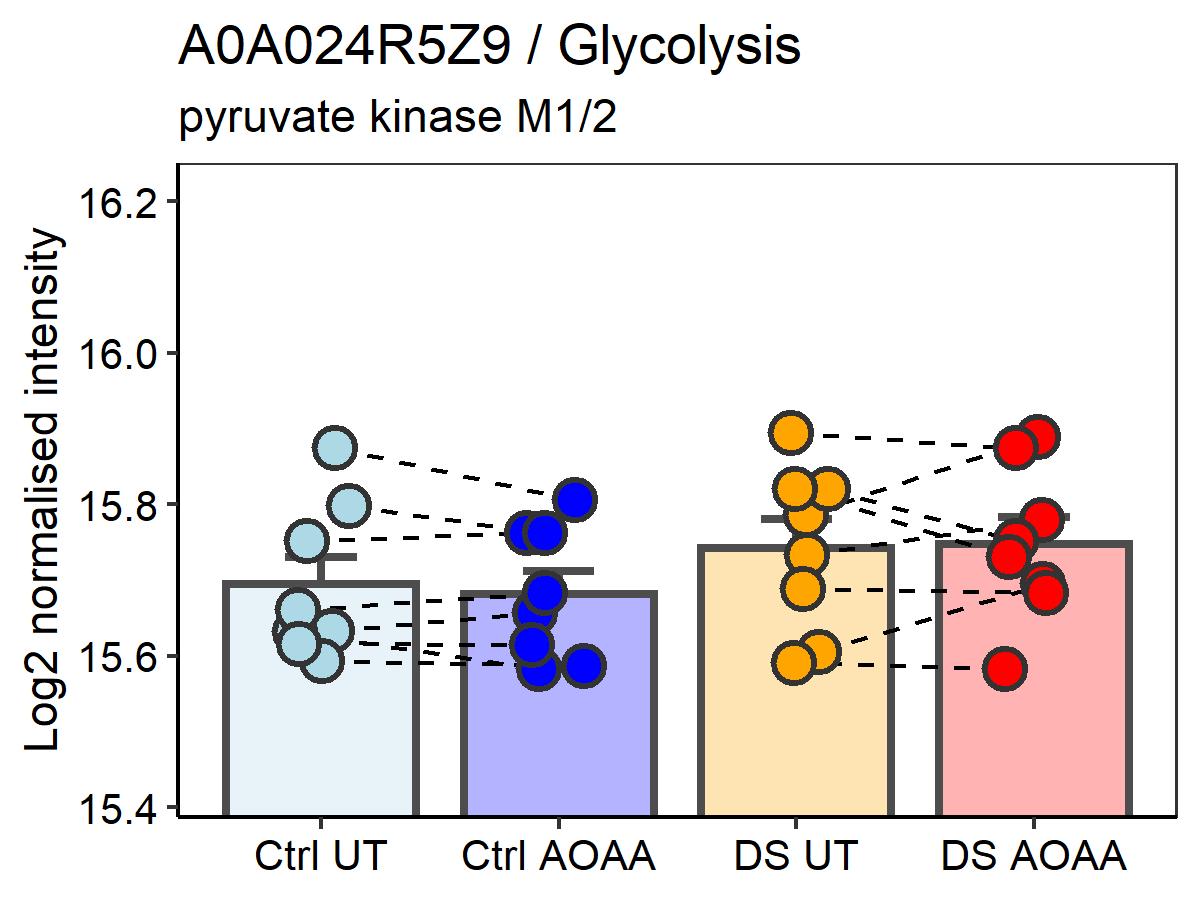 A0A024R5Z9 / Glycolysis
pyruvate kinase M1/2
Log2 normalised intensity
16.2
16.0
15.8
15.6
15.4
Ctrl UT
Ctrl AOAA
DS UT
DS AOAA